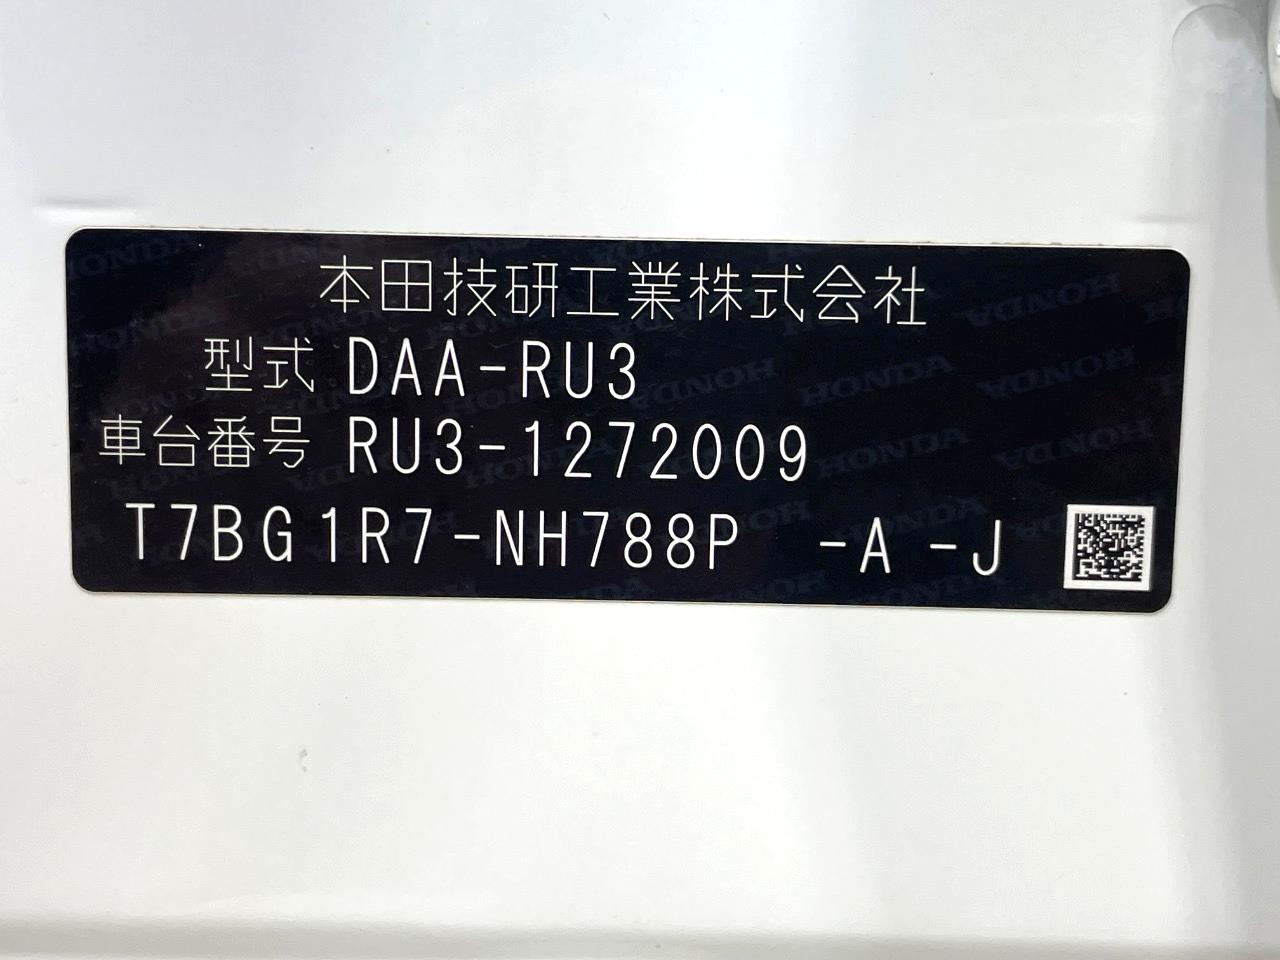 本田技研工業株式会社
型式 DAA-RU3
車台番号 RU3-1272009
T7BG1R7-NH788P -A -J